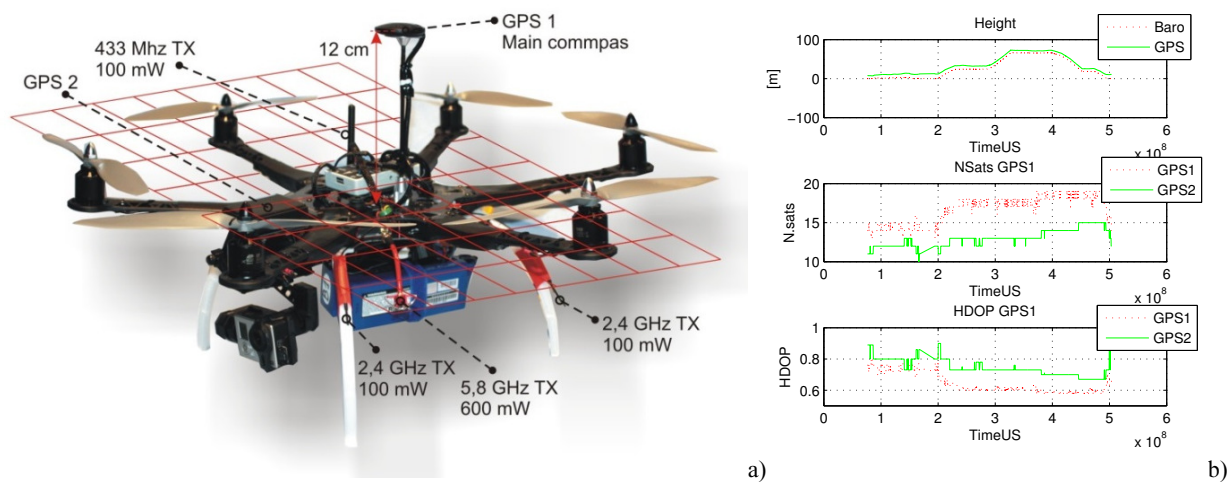 GPS 1
Main commpas
12 cm
433 Mhz TX
100 mW
GPS 2
2,4 GHz TX
100 mW
2,4 GHz TX
100 mW
5,8 GHz TX
600 mW
a)
Height
Baro
GPS
100
0
−100
[m]
0 1 2 3 4 5 6
TimeUS
x 10^8
NSats GPS1
GPS1
GPS2
20
15
10
N.sats
0 1 2 3 4 5 6
TimeUS
x 10^8
HDOP GPS1
GPS1
GPS2
1
0.8
0.6
HDOP
0 1 2 3 4 5 6
TimeUS
x 10^8
b)